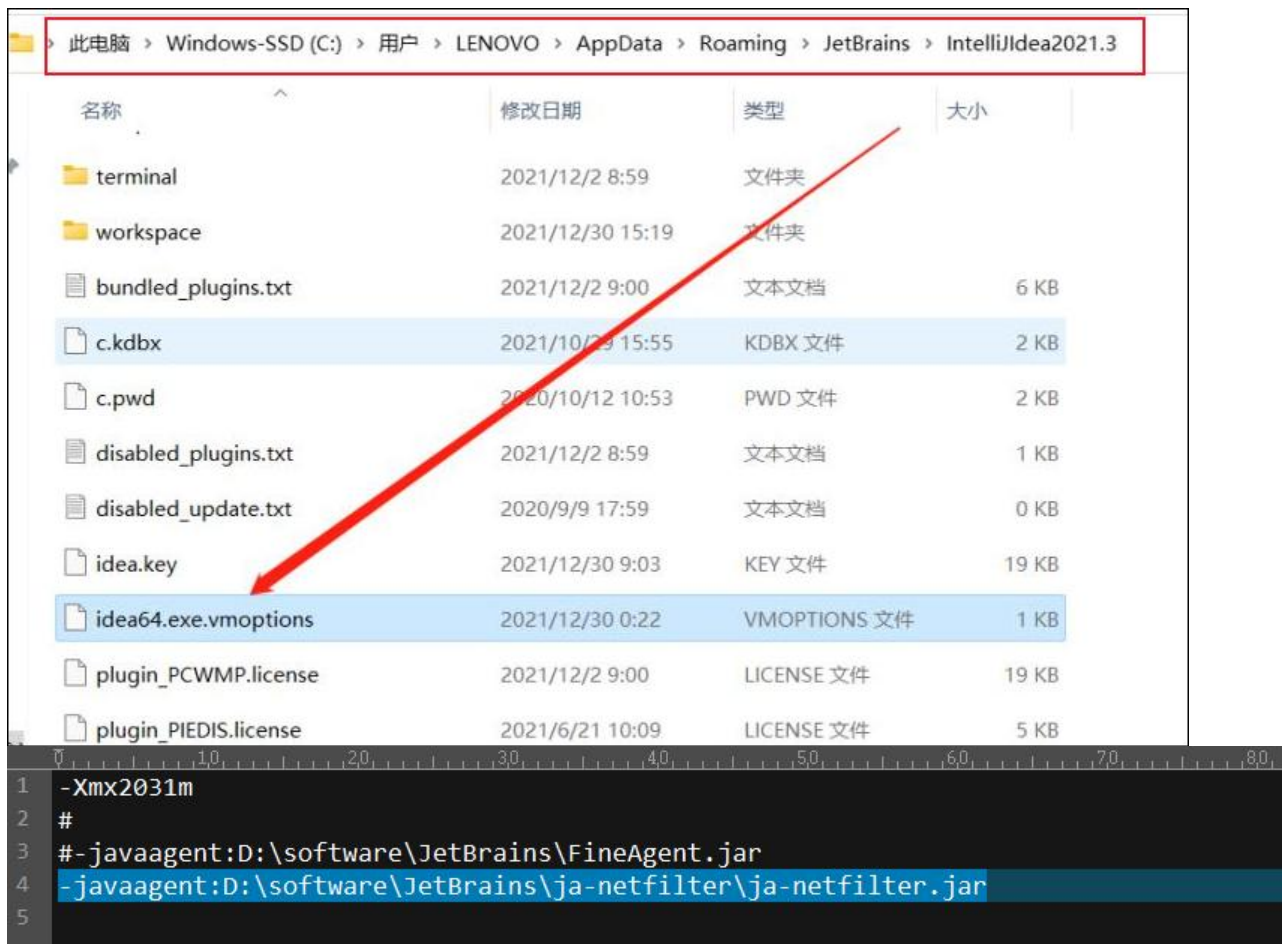 此电脑 > Windows-SSD (C:) > 用户 > LENOVO > AppData > Roaming > JetBrains > IntelliJIdea2021.3
名称 修改日期 类型 大小
terminal 2021/12/2 8:59 文件夹
workspace 2021/12/30 15:19 文件夹
bundled_plugins.txt 2021/12/2 9:00 文本文档 6 KB
c.kdbx 2021/10/29 15:55 KDBX 文件 2 KB
c.pwd 2020/10/12 10:53 PWD 文件 2 KB
disabled_plugins.txt 2021/12/2 8:59 文本文档 1 KB
disabled_update.txt 2020/9/9 17:59 文本文档 0 KB
idea.key 2021/12/30 9:03 KEY 文件 19 KB
idea64.exe.vmoptions 2021/12/30 0:22 VMOPTIONS 文件 1 KB
plugin_PCWMP.license 2021/12/2 9:00 LICENSE 文件 19 KB
plugin_PIEDIS.license 2021/6/21 10:09 LICENSE 文件 5 KB
0 10 20 30 40 50 60 70 80
1 -Xmx2031m
2 #
3 #-javaagent:D:\software\JetBrains\FineAgent.jar
4 -javaagent:D:\software\JetBrains\ja-netfilter\ja-netfilter.jar
5